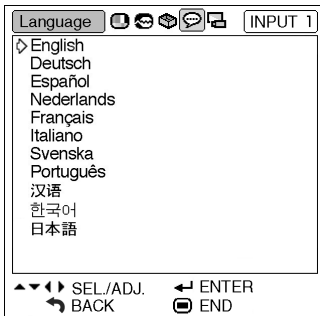 Language INPUT 1
English
Deutsch
Español
Nederlands
Français
Italiano
Svenska
Português
汉语
한국어
日本語
SEL./ADJ. ENTER
BACK END